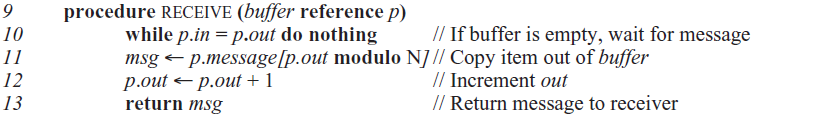 9 procedure RECEIVE (buffer reference p)
10 while p.in = p.out do nothing // If buffer is empty, wait for message
11 msg ← p.message[p.out modulo N] // Copy item out of buffer
12 p.out ← p.out + 1 // Increment out
13 return msg // Return message to receiver